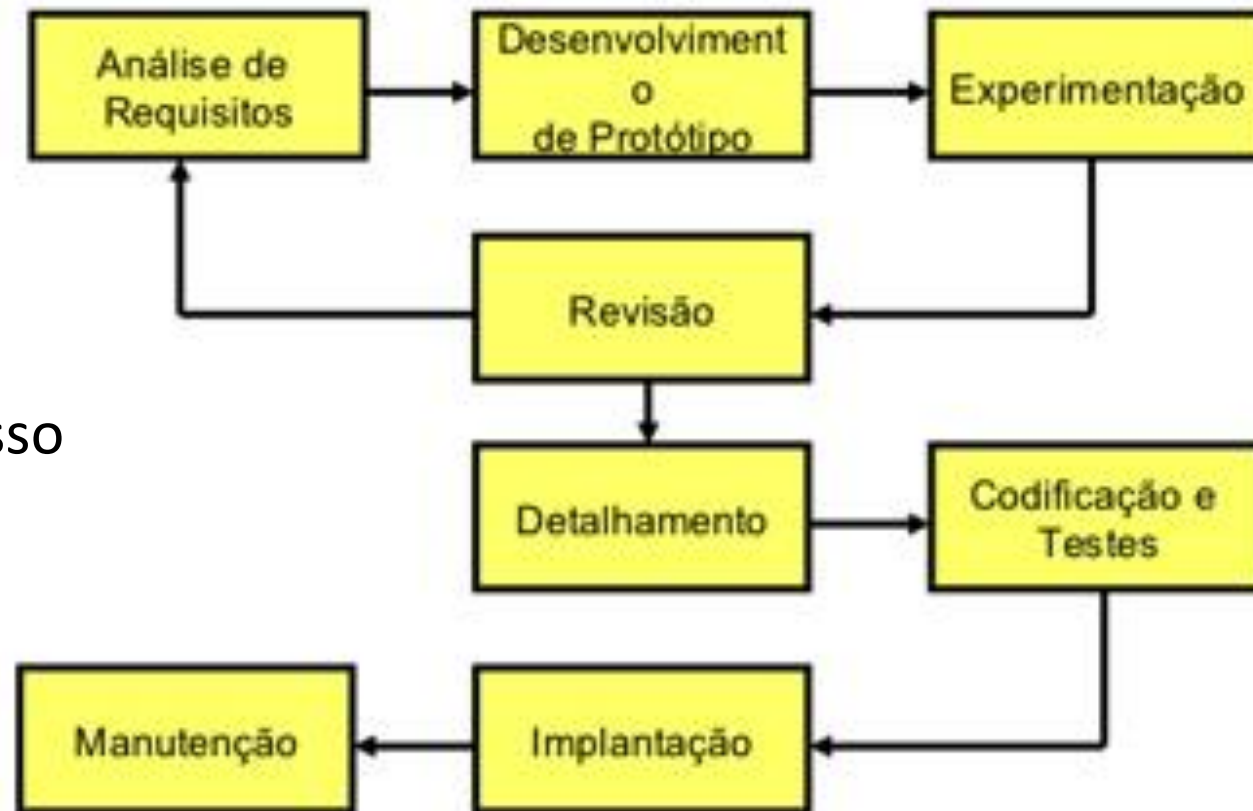 Análise de
Requisitos
Desenvolviment
o
de Protótipo
Experimentação
Revisão
sso
Detalhamento
Codificação e
Testes
Manutenção
Implantação